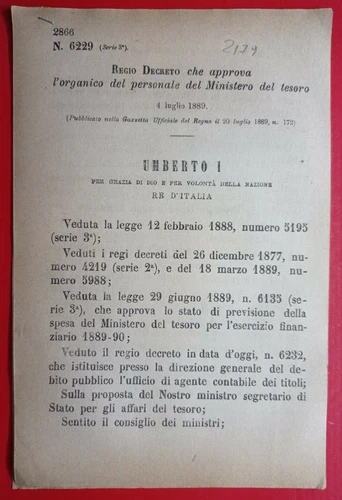 2866
N. 6229 (Serie 3ª).
2179
REGIO DECRETO che approva
l'organico del personale del Ministero del tesoro
4 luglio 1889.
(Pubblicato nella Gazzetta Ufficiale del Regno il 20 luglio 1889, n. 172)
UMBERTO I
PER GRAZIA DI DIO E PER VOLONTÀ DELLA NAZIONE
RE D'ITALIA
Veduta la legge 12 febbraio 1888, numero 5195
(serie 3ª);
Veduti i regi decreti del 26 dicembre 1877, nu-
mero 4219 (serie 2ª), e del 18 marzo 1889, nu-
mero 5988;
Veduta la legge 29 giugno 1889, n. 6135 (se-
rie 3ª), che approva lo stato di previsione della
spesa del Ministero del tesoro per l'esercizio finan-
ziario 1889-90;
Veduto il regio decreto in data d'oggi, n. 6232,
che istituisce presso la direzione generale del de-
bito pubblico l'ufficio di agente contabile dei titoli;
Sulla proposta del Nostro ministro segretario di
Stato per gli affari del tesoro;
Sentito il consiglio dei ministri;